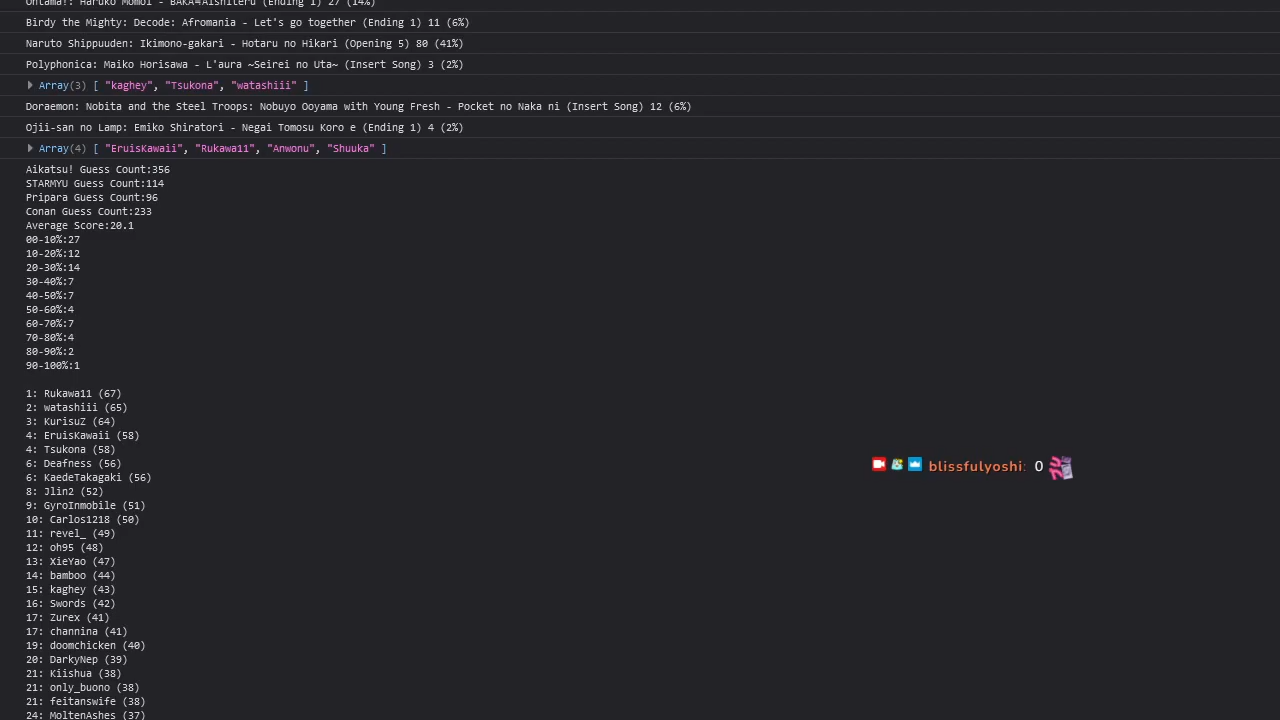 Ohtama!: Haruko Momoi - BAKA≠Aishiteru (Ending 1) 27 (14%)
Birdy the Mighty: Decode: Afromania - Let's go together (Ending 1) 11 (6%)
Naruto Shippuuden: Ikimono-gakari - Hotaru no Hikari (Opening 5) 80 (41%)
Polyphonica: Maiko Horisawa - L'aura ~Seirei no Uta~ (Insert Song) 3 (2%)
Array(3) [ "kaghey", "Tsukona", "watashiii" ]
Doraemon: Nobita and the Steel Troops: Nobuyo Ooyama with Young Fresh - Pocket no Naka ni (Insert Song) 12 (6%)
Ojii-san no Lamp: Emiko Shiratori - Negai Tomosu Koro e (Ending 1) 4 (2%)
Array(4) [ "EruisKawaii", "Rukawa11", "Anwonu", "Shuuka" ]
Aikatsu! Guess Count:356
STARMYU Guess Count:114
Pripara Guess Count:96
Conan Guess Count:233
Average Score:20.1
00-10%:27
10-20%:12
20-30%:14
30-40%:7
40-50%:7
50-60%:4
60-70%:7
70-80%:4
80-90%:2
90-100%:1
1: Rukawa11 (67)
2: watashiii (65)
3: KurisuZ (64)
4: EruisKawaii (58)
4: Tsukona (58)
6: Deafness (56)
blissfulyoshi: 0
6: KaedeTakagaki (56)
8: Jlin2 (52)
9: GyroInmobile (51)
10: Carlos1218 (50)
11: revel_ (49)
12: oh95 (48)
13: XieYao (47)
14: bamboo (44)
15: kaghey (43)
16: Swords (42)
17: Zurex (41)
17: channina (41)
19: doomchicken (40)
20: DarkyNep (39)
21: Kiishua (38)
21: only_buono (38)
21: feitanswife (38)
24: MoltenAshes (37)